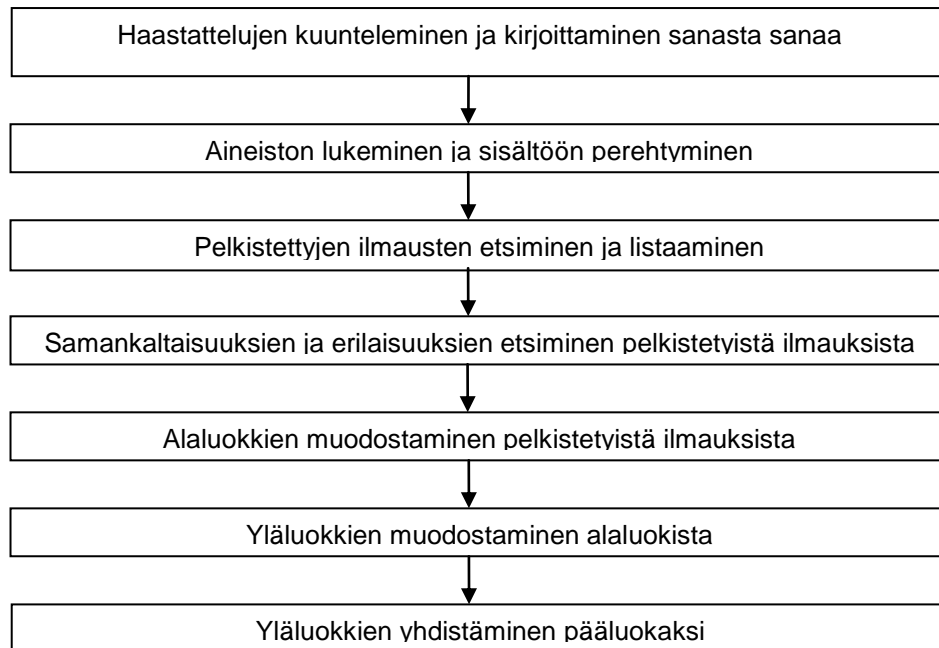 Haastattelujen kuunteleminen ja kirjoittaminen sanasta sanaa
Aineiston lukeminen ja sisältöön perehtyminen
Pelkistettyjen ilmausten etsiminen ja listaaminen
Samankaltaisuuksien ja erilaisuuksien etsiminen pelkistetyistä ilmauksista
Alaluokkien muodostaminen pelkistetyistä ilmauksista
Yläluokkien muodostaminen alaluokista
Yläluokkien yhdistäminen pääluokaksi